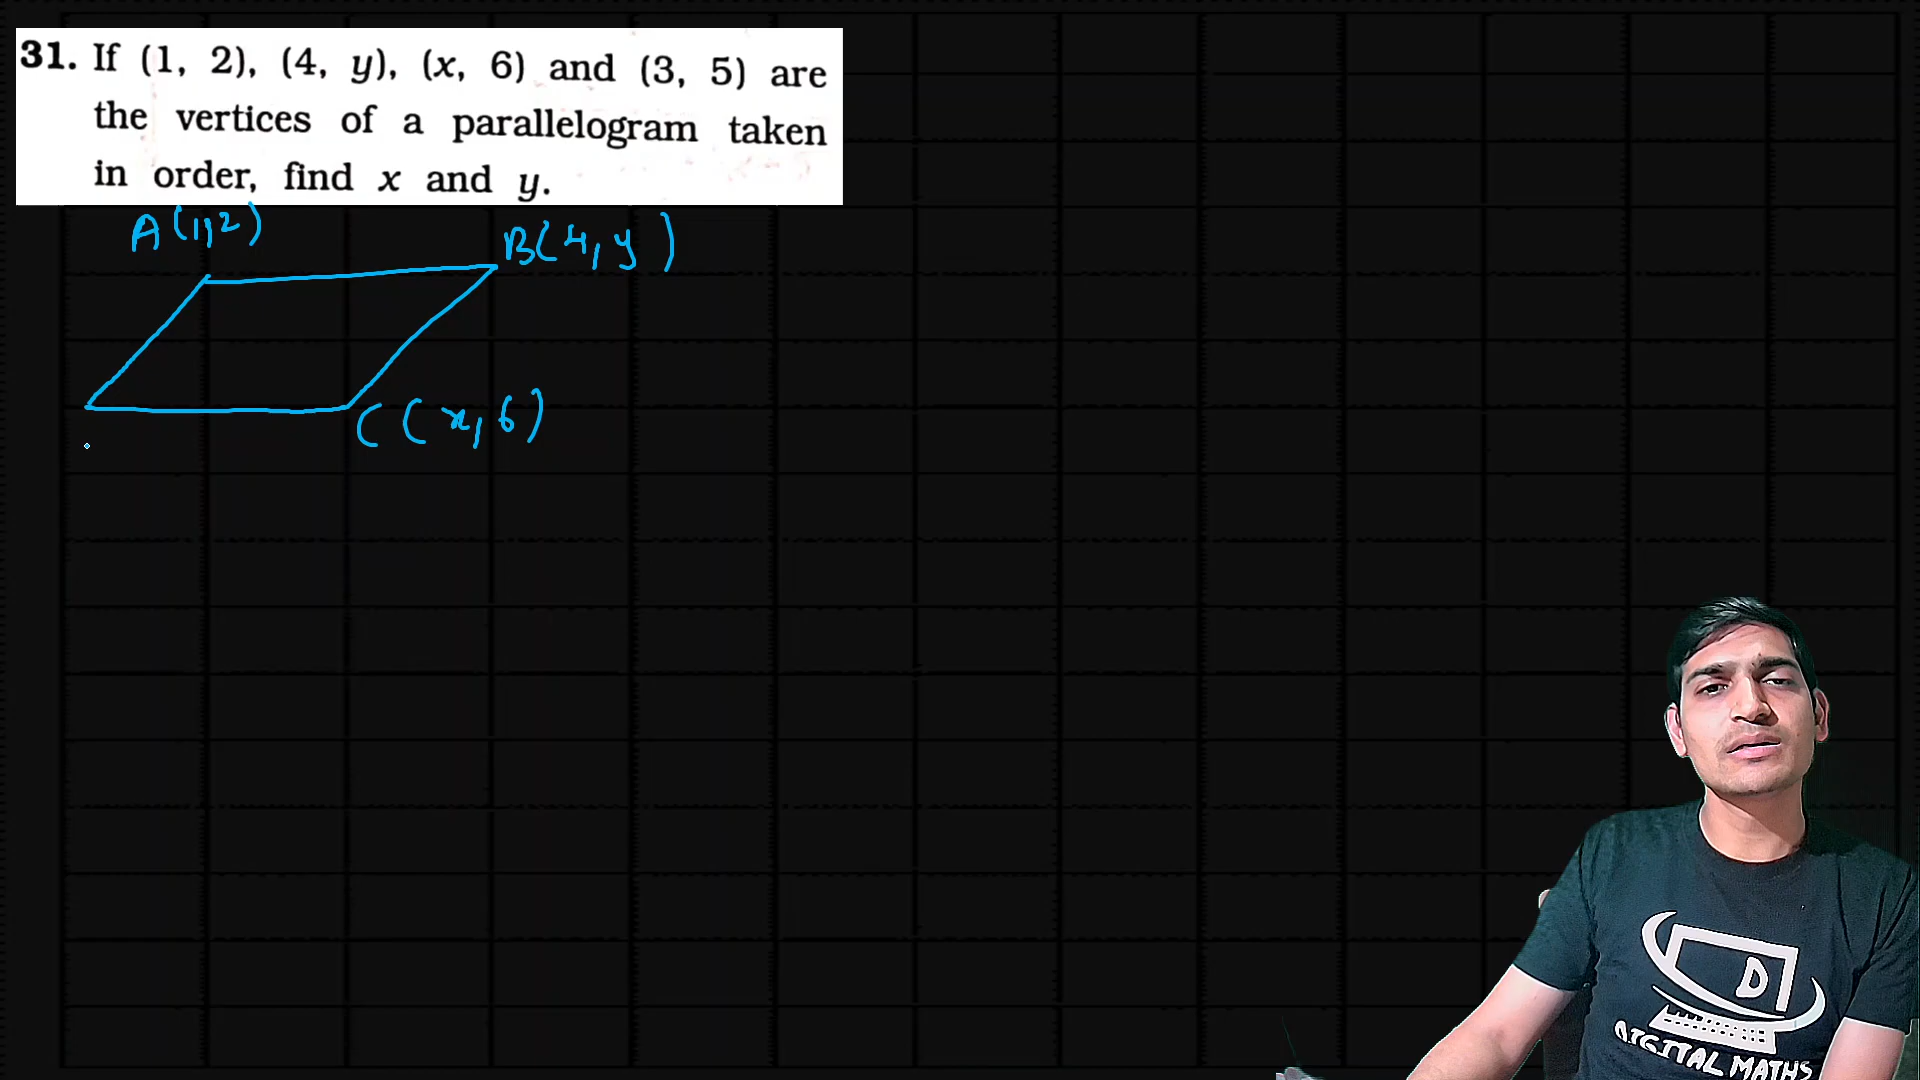 31. If (1, 2), (4, y), (x, 6) and (3, 5) are
the vertices of a parallelogram taken
in order, find x and y.
A(1,2)
B(4, y)
C(x, 6)
D
DIGITAL MATHS